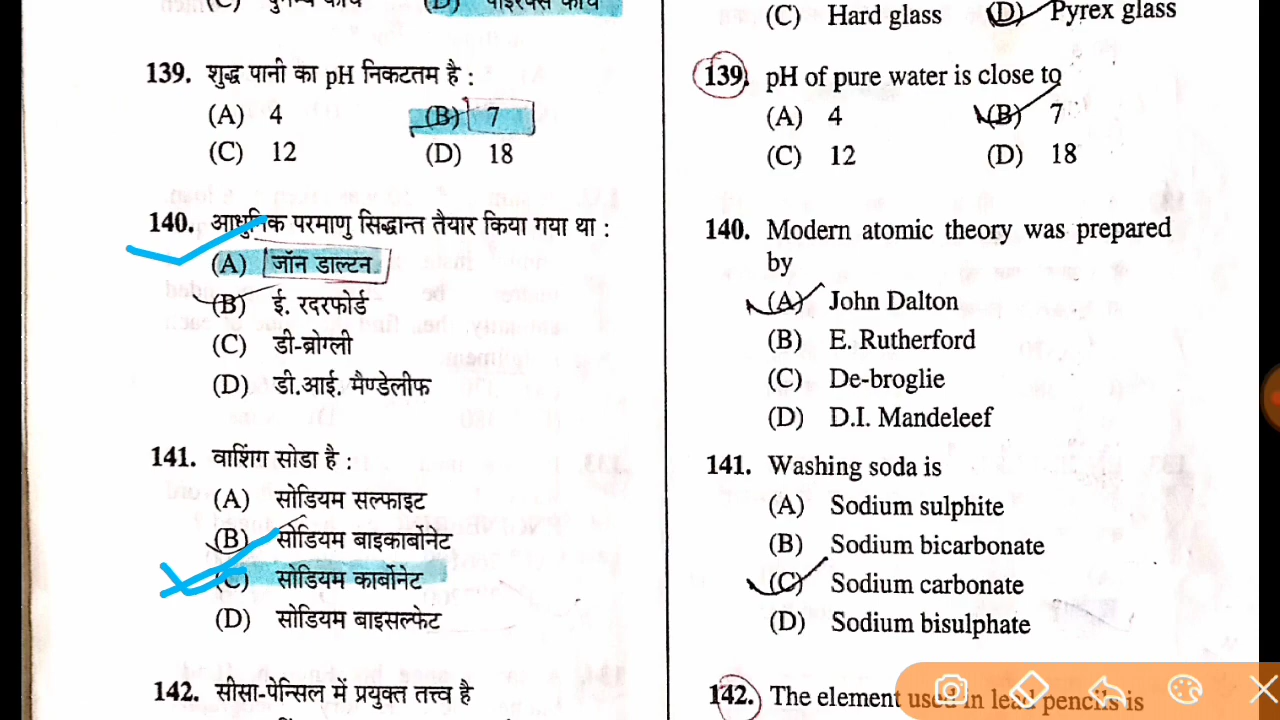 (C) पुनःष काँच (D) पाइरेक्स काँच
139. शुद्ध पानी का pH निकटतम है :
(A) 4 (B) 7
(C) 12 (D) 18
140. आधुनिक परमाणु सिद्धान्त तैयार किया गया था :
(A) जॉन डाल्टन
(B) ई. रदरफोर्ड
(C) डी-ब्रोग्ली
(D) डी.आई. मैण्डेलीफ
141. वाशिंग सोडा है :
(A) सोडियम सल्फाइट
(B) सोडियम बाइकार्बोनेट
(C) सोडियम कार्बोनेट
(D) सोडियम बाइसल्फेट
142. सीसा-पेन्सिल में प्रयुक्त तत्त्व है
(C) Hard glass (D) Pyrex glass
139. pH of pure water is close to
(A) 4 (B) 7
(C) 12 (D) 18
140. Modern atomic theory was prepared
by
(A) John Dalton
(B) E. Rutherford
(C) De-broglie
(D) D.I. Mandeleef
141. Washing soda is
(A) Sodium sulphite
(B) Sodium bicarbonate
(C) Sodium carbonate
(D) Sodium bisulphate
142. The element used in lead pencils is